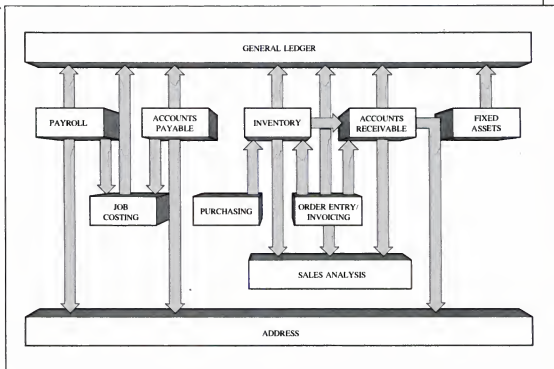 GENERAL LEDGER
PAYROLL
ACCOUNTS
PAYABLE
INVENTORY
ACCOUNTS
RECEIVABLE
FIXED
ASSETS
JOB
COSTING
PURCHASING
ORDER ENTRY/
INVOICING
SALES ANALYSIS
ADDRESS